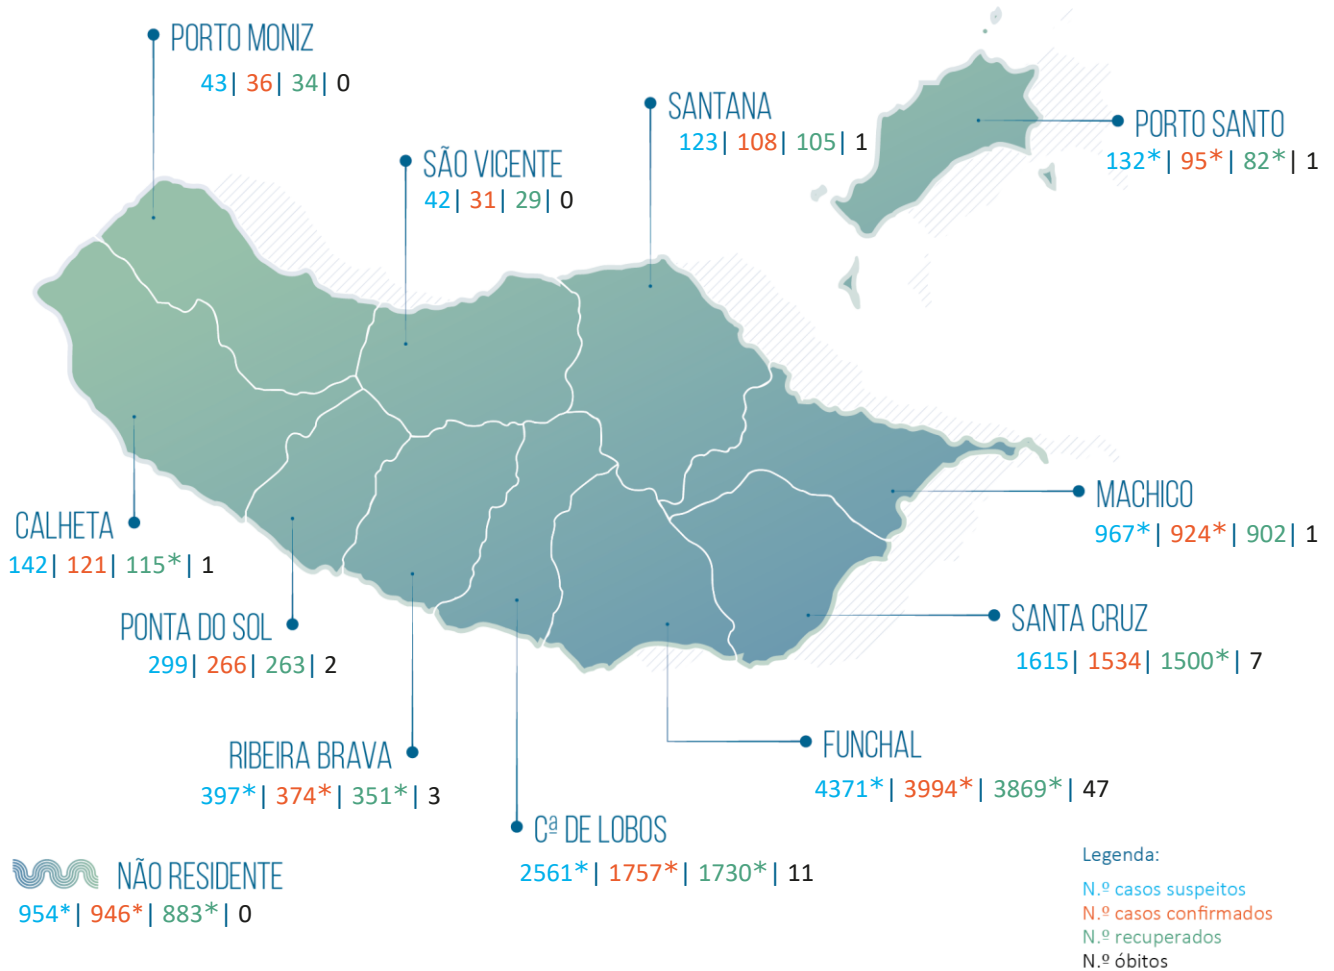 PORTO MONIZ
43| 36| 34| 0
SANTANA
123| 108| 105| 1
PORTO SANTO
132*| 95*| 82*| 1
SÃO VICENTE
42| 31| 29| 0
MACHICO
967*| 924*| 902| 1
CALHETA
142| 121| 115*| 1
SANTA CRUZ
1615| 1534| 1500*| 7
PONTA DO SOL
299| 266| 263| 2
FUNCHAL
4371*| 3994*| 3869*| 47
RIBEIRA BRAVA
397*| 374*| 351*| 3
Cª DE LOBOS
2561*| 1757*| 1730*| 11
NÃO RESIDENTE
954*| 946*| 883*| 0
Legenda:
N.º casos suspeitos
N.º casos confirmados
N.º recuperados
N.º óbitos